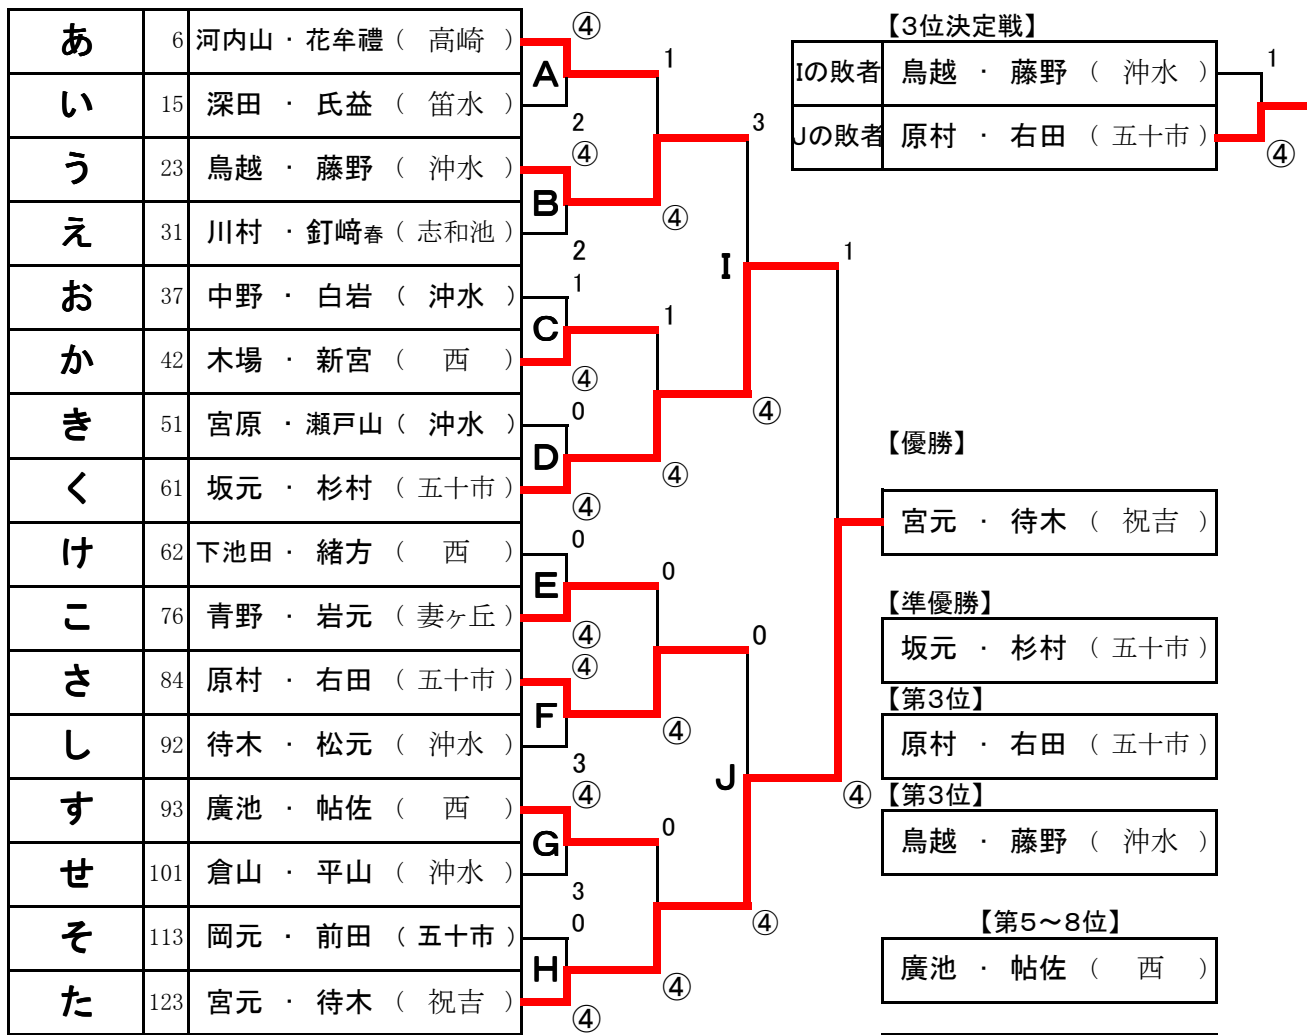 あ 6 河内山 ・ 花牟禮 ( 高崎 )
い 15 深田 ・ 氏益 ( 笛水 )
う 23 鳥越 ・ 藤野 ( 沖水 )
え 31 川村 ・ 釘﨑春 ( 志和池 )
お 37 中野 ・ 白岩 ( 沖水 )
か 42 木場 ・ 新宮 ( 西 )
き 51 宮原 ・ 瀬戸山 ( 沖水 )
く 61 坂元 ・ 杉村 ( 五十市 )
け 62 下池田 ・ 緒方 ( 西 )
こ 76 青野 ・ 岩元 ( 妻ヶ丘 )
さ 84 原村 ・ 右田 ( 五十市 )
し 92 待木 ・ 松元 ( 沖水 )
す 93 廣池 ・ 帖佐 ( 西 )
せ 101 倉山 ・ 平山 ( 沖水 )
そ 113 岡元 ・ 前田 ( 五十市 )
た 123 宮元 ・ 待木 ( 祝吉 )
④
A
2
④
B
2
1
C
④
0
D
④
0
E
④
④
F
3
④
G
3
0
H
④
1
④
1
④
0
④
0
④
3
I
④
0
J
④
1
④
【3位決定戦】
Iの敗者 鳥越 ・ 藤野 ( 沖水 ) 1
Jの敗者 原村 ・ 右田 ( 五十市 ) ④
【優勝】
宮元 ・ 待木 ( 祝吉 )
【準優勝】
坂元 ・ 杉村 ( 五十市 )
【第3位】
原村 ・ 右田 ( 五十市 )
【第3位】
鳥越 ・ 藤野 ( 沖水 )
【第5～8位】
廣池 ・ 帖佐 ( 西 )